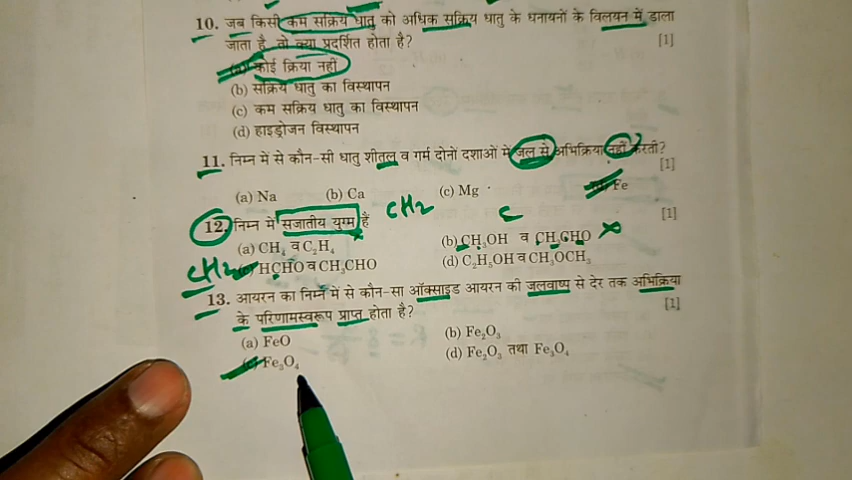 10. जब किसी कम सक्रिय धातु को अधिक सक्रिय धातु के धनायनों के विलयन में डाला
जाता है, तो क्या प्रदर्शित होता है? [1]
कोई क्रिया नहीं
(b) सक्रिय धातु का विस्थापन
(c) कम सक्रिय धातु का विस्थापन
(d) हाइड्रोजन विस्थापन
11. निम्न में से कौन-सी धातु शीतल व गर्म दोनों दशाओं में जल से अभिक्रिया नहीं करती?
[1]
(a) Na (b) Ca (c) Mg Fe
CH2
12. निम्न में सजातीय युग्म हैं [1]
(a) CH₄ व C₂H₄ (b) CH₃OH व CH₃CHO
CH2 HCHO व CH₃CHO (d) C₂H₅OH व CH₃OCH₃
13. आयरन का निम्न में से कौन-सा ऑक्साइड आयरन की जलवाष्प से देर तक अभिक्रिया
के परिणामस्वरूप प्राप्त होता है? [1]
(a) FeO (b) Fe₂O₃
Fe₃O₄ (d) Fe₂O₃ तथा Fe₃O₄